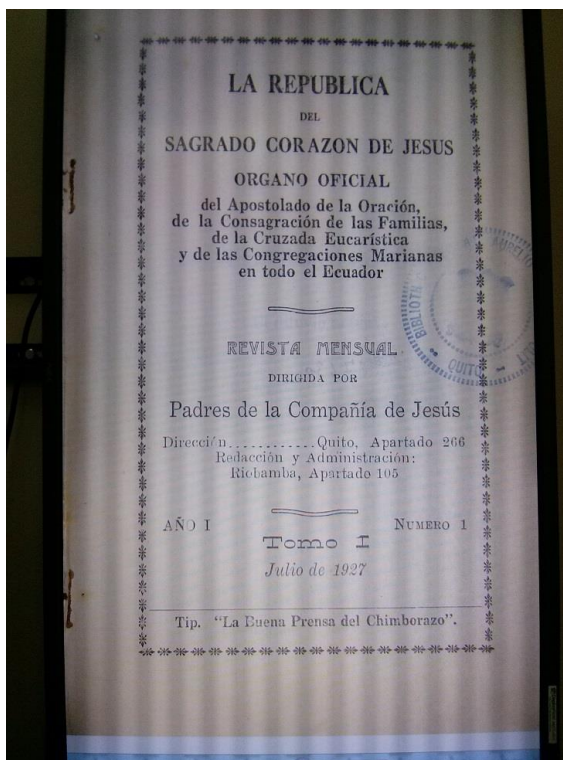 LA REPUBLICA
DEL
SAGRADO CORAZON DE JESUS
ORGANO OFICIAL
del Apostolado de la Oración,
de la Consagración de las Familias,
de la Cruzada Eucarística
y de las Congregaciones Marianas
en todo el Ecuador
REVISTA MENSUAL
DIRIGIDA POR
Padres de la Compañía de Jesús
Dirección............Quito, Apartado 266
Redacción y Administración:
Riobamba, Apartado 105
AÑO I NUMERO 1
Tomo I
Julio de 1927
Tip. "La Buena Prensa del Chimborazo".
AURELIO
QUITO